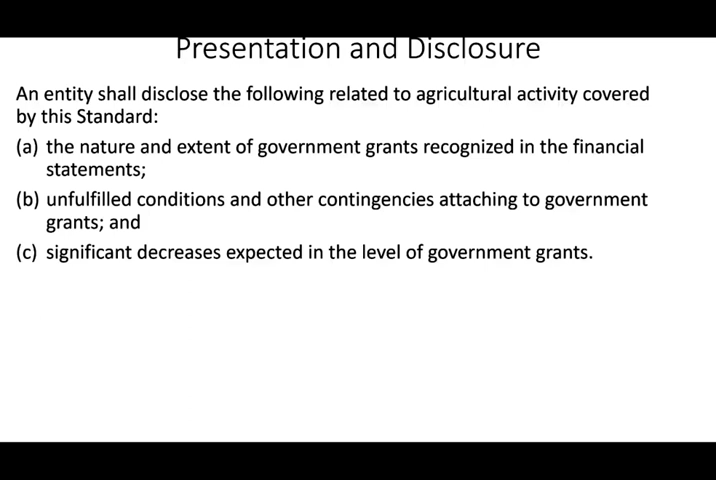 Presentation and Disclosure
An entity shall disclose the following related to agricultural activity covered
by this Standard:
(a) the nature and extent of government grants recognized in the financial
statements;
(b) unfulfilled conditions and other contingencies attaching to government
grants; and
(c) significant decreases expected in the level of government grants.